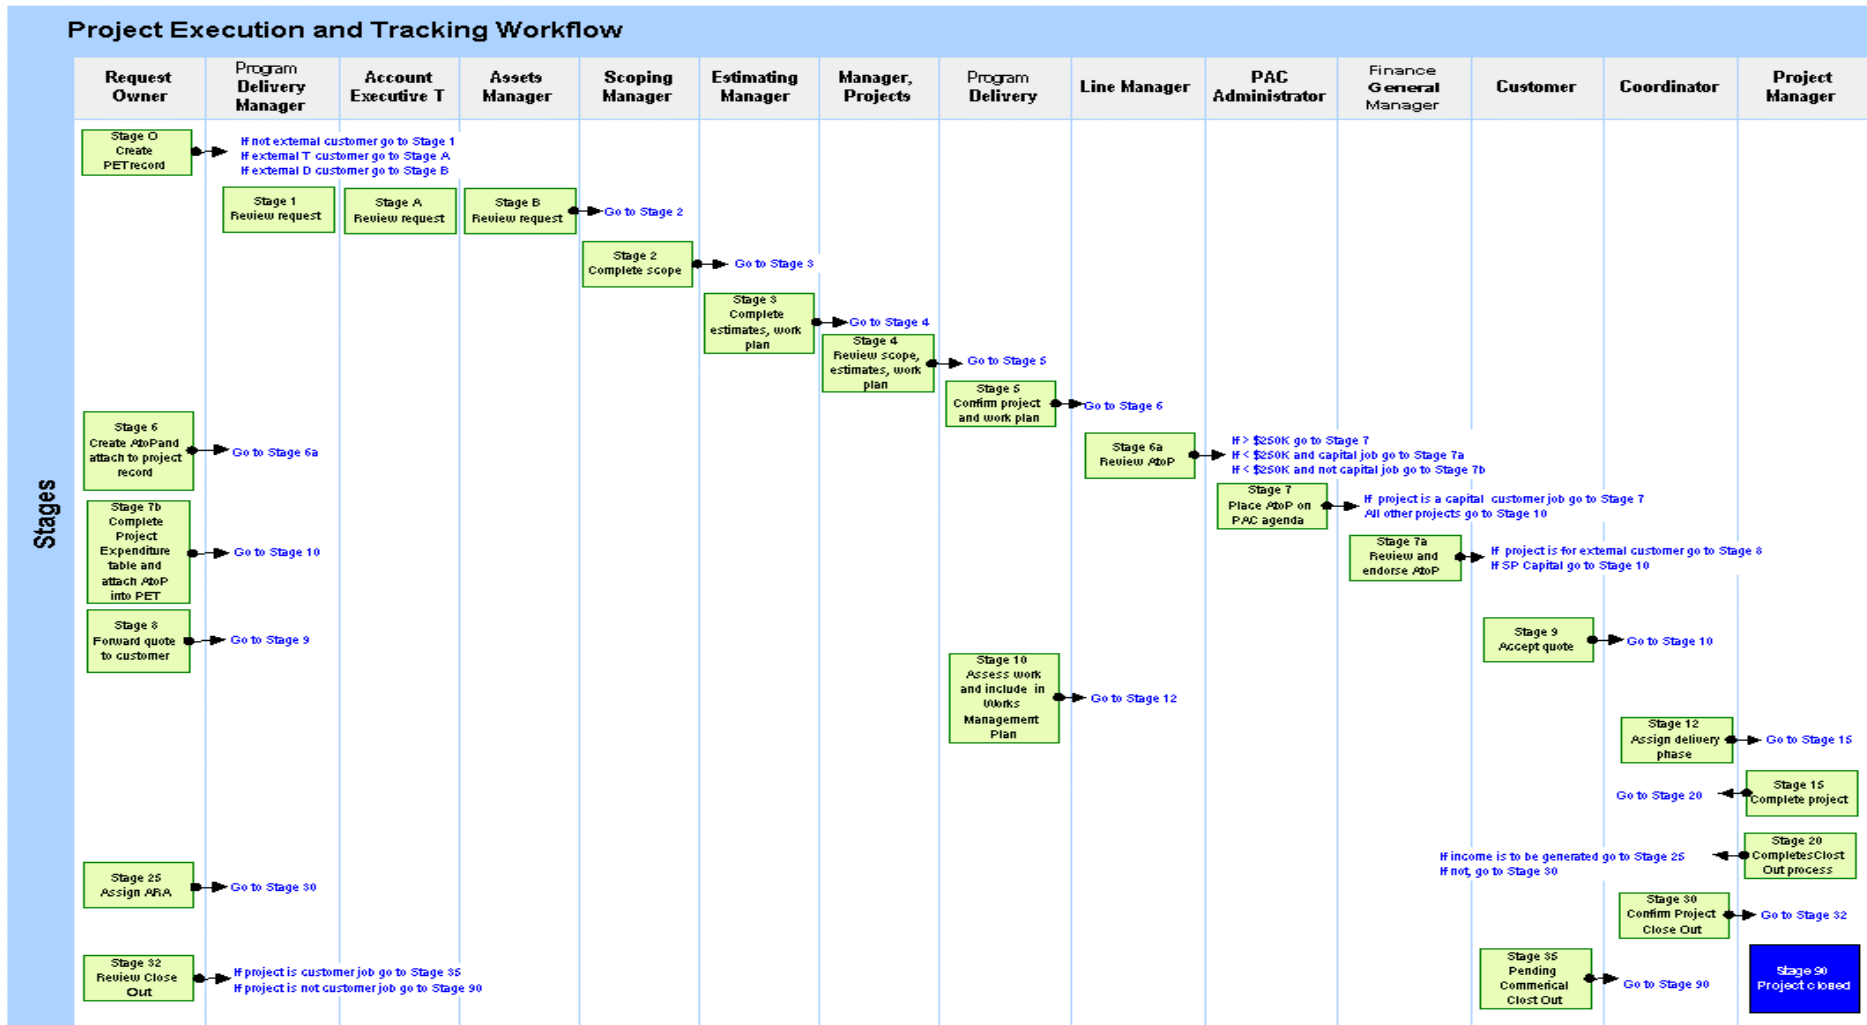 Project Execution and Tracking Workflow
Request
Owner
Program
Delivery
Manager
Account
Executive T
Assets
Manager
Scoping
Manager
Estimating
Manager
Manager,
Projects
Program
Delivery
Line Manager
PAC
Administrator
Finance
General
Manager
Customer
Coordinator
Project
Manager
Stages
Stage O
Create
PETrecord
If not external customer go to Stage 1
If external T customer go to Stage A
If external D customer go to Stage B
Stage 1
Review request
Stage A
Review request
Stage B
Review request
Go to Stage 2
Stage 2
Complete scope
Go to Stage 3
Stage 3
Complete
estimates, work
plan
Go to Stage 4
Stage 4
Review scope,
estimates, work
plan
Go to Stage 5
Stage 5
Confirm project
and work plan
Go to Stage 6
Stage 6
Create AtoPand
attach to project
record
Go to Stage 6a
Stage 6a
Review AtoP
If > $250K go to Stage 7
If < $250K and capital job go to Stage 7a
If < $250K and not capital job go to Stage 7b
Stage 7
Place AtoP on
PAC agenda
If project is a capital customer job go to Stage 7
All other projects go to Stage 10
Stage 7b
Complete
Project
Expenditure
table and
attach AtoP
into PET
Go to Stage 10
Stage 7a
Review and
endorse AtoP
If project is for external customer go to Stage 8
If SP Capital go to Stage 10
Stage 8
Forward quote
to customer
Go to Stage 9
Stage 9
Accept quote
Go to Stage 10
Stage 10
Assess work
and include in
Works
Management
Plan
Go to Stage 12
Stage 12
Assign delivery
phase
Go to Stage 15
Stage 15
Complete project
Go to Stage 20
Stage 20
CompletesClost
Out process
If income is to be generated go to Stage 25
If not, go to Stage 30
Stage 25
Assign ARA
Go to Stage 30
Stage 30
Confirm Project
Close Out
Go to Stage 32
Stage 32
Review Close
Out
If project is customer job go to Stage 35
If project is not customer job go to Stage 90
Stage 35
Pending
Commerical
Clost Out
Go to Stage 90
Stage 90
Project closed